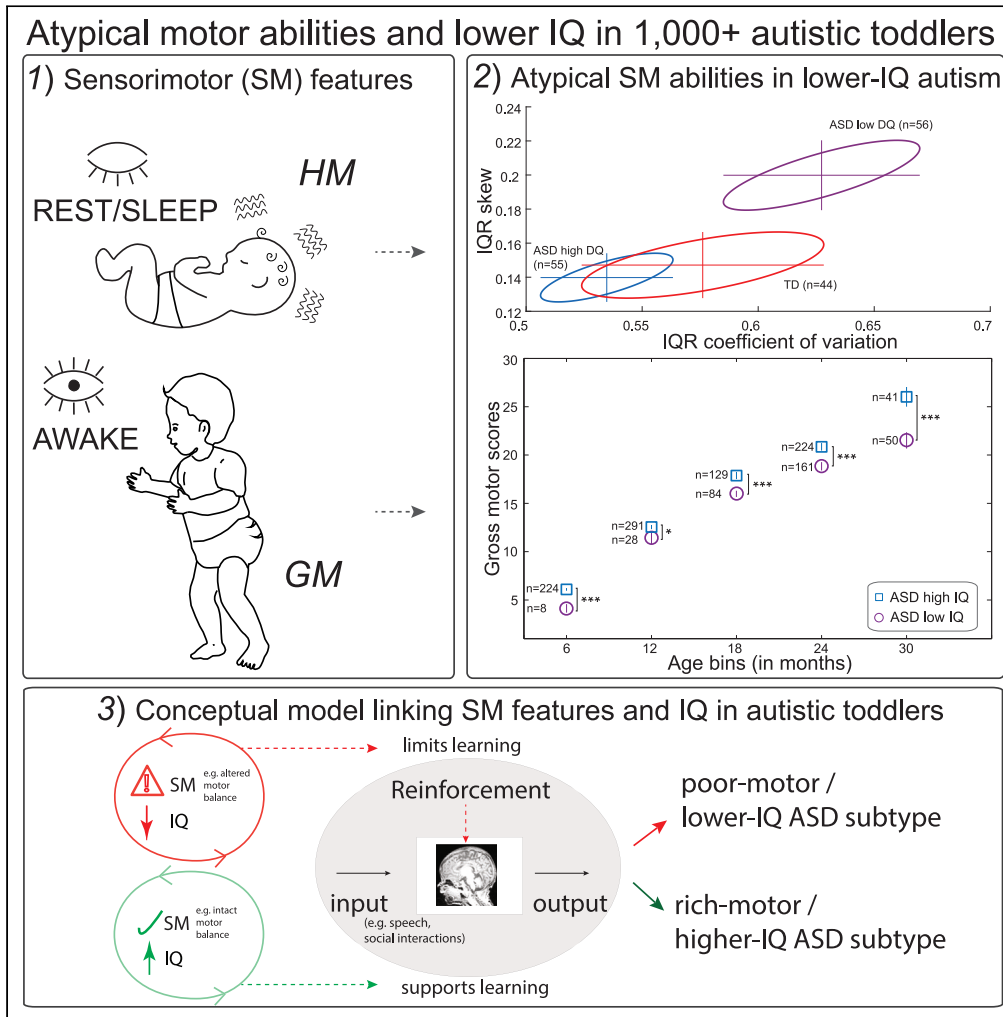 Atypical motor abilities and lower IQ in 1,000+ autistic toddlers
1) Sensorimotor (SM) features
HM
REST/SLEEP
AWAKE
GM
2) Atypical SM abilities in lower-IQ autism
0.24
0.22
0.2
0.18
0.16
0.14
0.12
IQR skew
ASD low DQ (n=56)
ASD high DQ
(n=55)
TD (n=44)
0.5
0.55
0.6
0.65
0.7
IQR coefficient of variation
30
25
20
15
10
5
Gross motor scores
n=224
n=8
***
n=291
n=28
*
n=129
n=84
***
n=224
n=161
***
n=41
n=50
***
ASD high IQ
ASD low IQ
6
12
18
24
30
Age bins (in months)
3) Conceptual model linking SM features and IQ in autistic toddlers
!
SM
e.g. altered
motor
balance
IQ
SM
e.g. intact
motor
balance
IQ
limits learning
Reinforcement
input
(e.g. speech,
social interactions)
output
supports learning
poor-motor /
lower-IQ ASD subtype
rich-motor /
higher-IQ ASD subtype